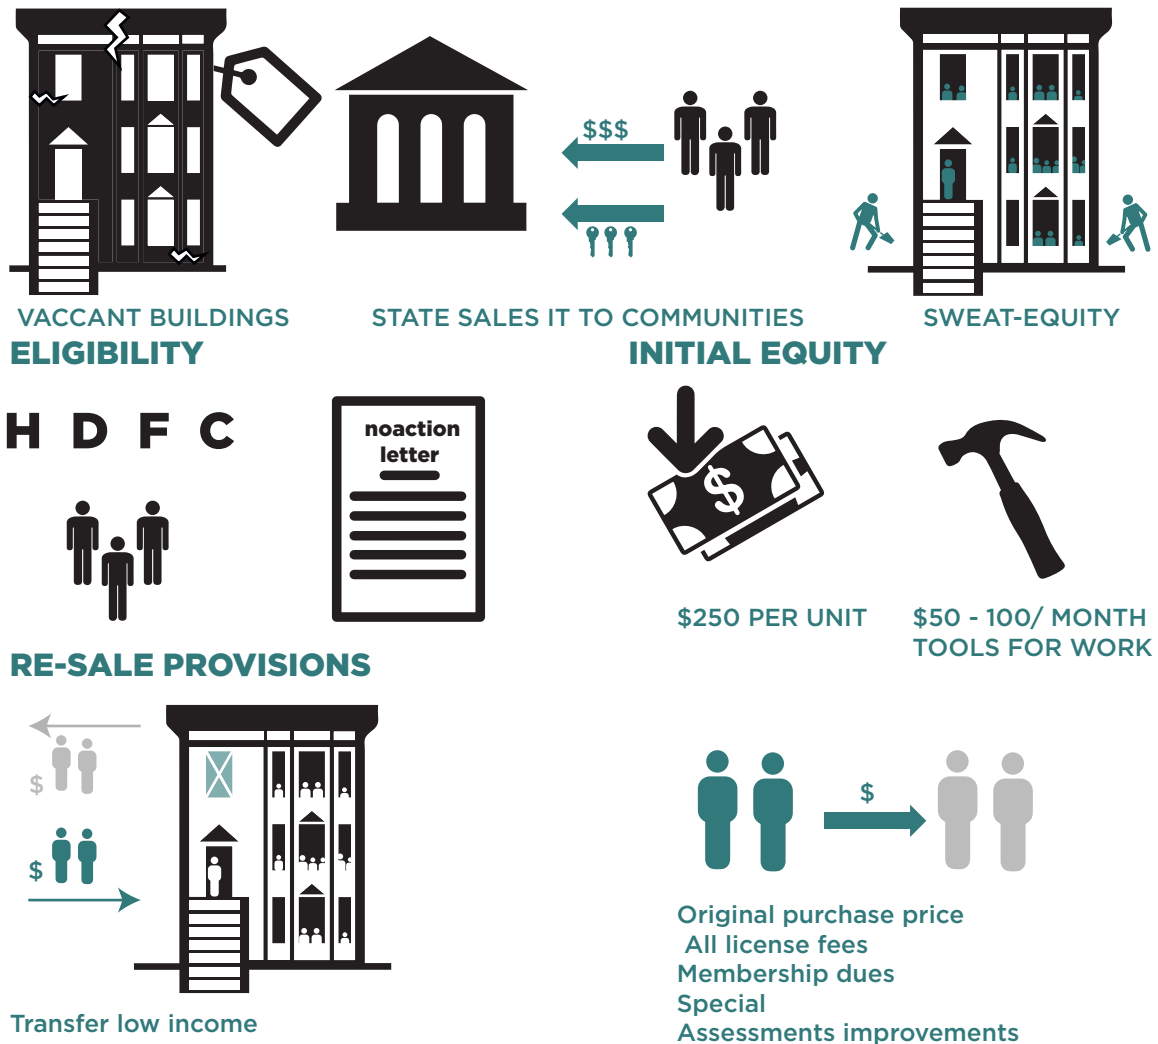 $$$
VACCANT BUILDINGS
STATE SALES IT TO COMMUNITIES
SWEAT-EQUITY
ELIGIBILITY
INITIAL EQUITY
H D F C
noaction
letter
$
$250 PER UNIT
$50 - 100/ MONTH
TOOLS FOR WORK
RE-SALE PROVISIONS
$
$
$
Transfer low income
Original purchase price
All license fees
Membership dues
Special
Assessments improvements